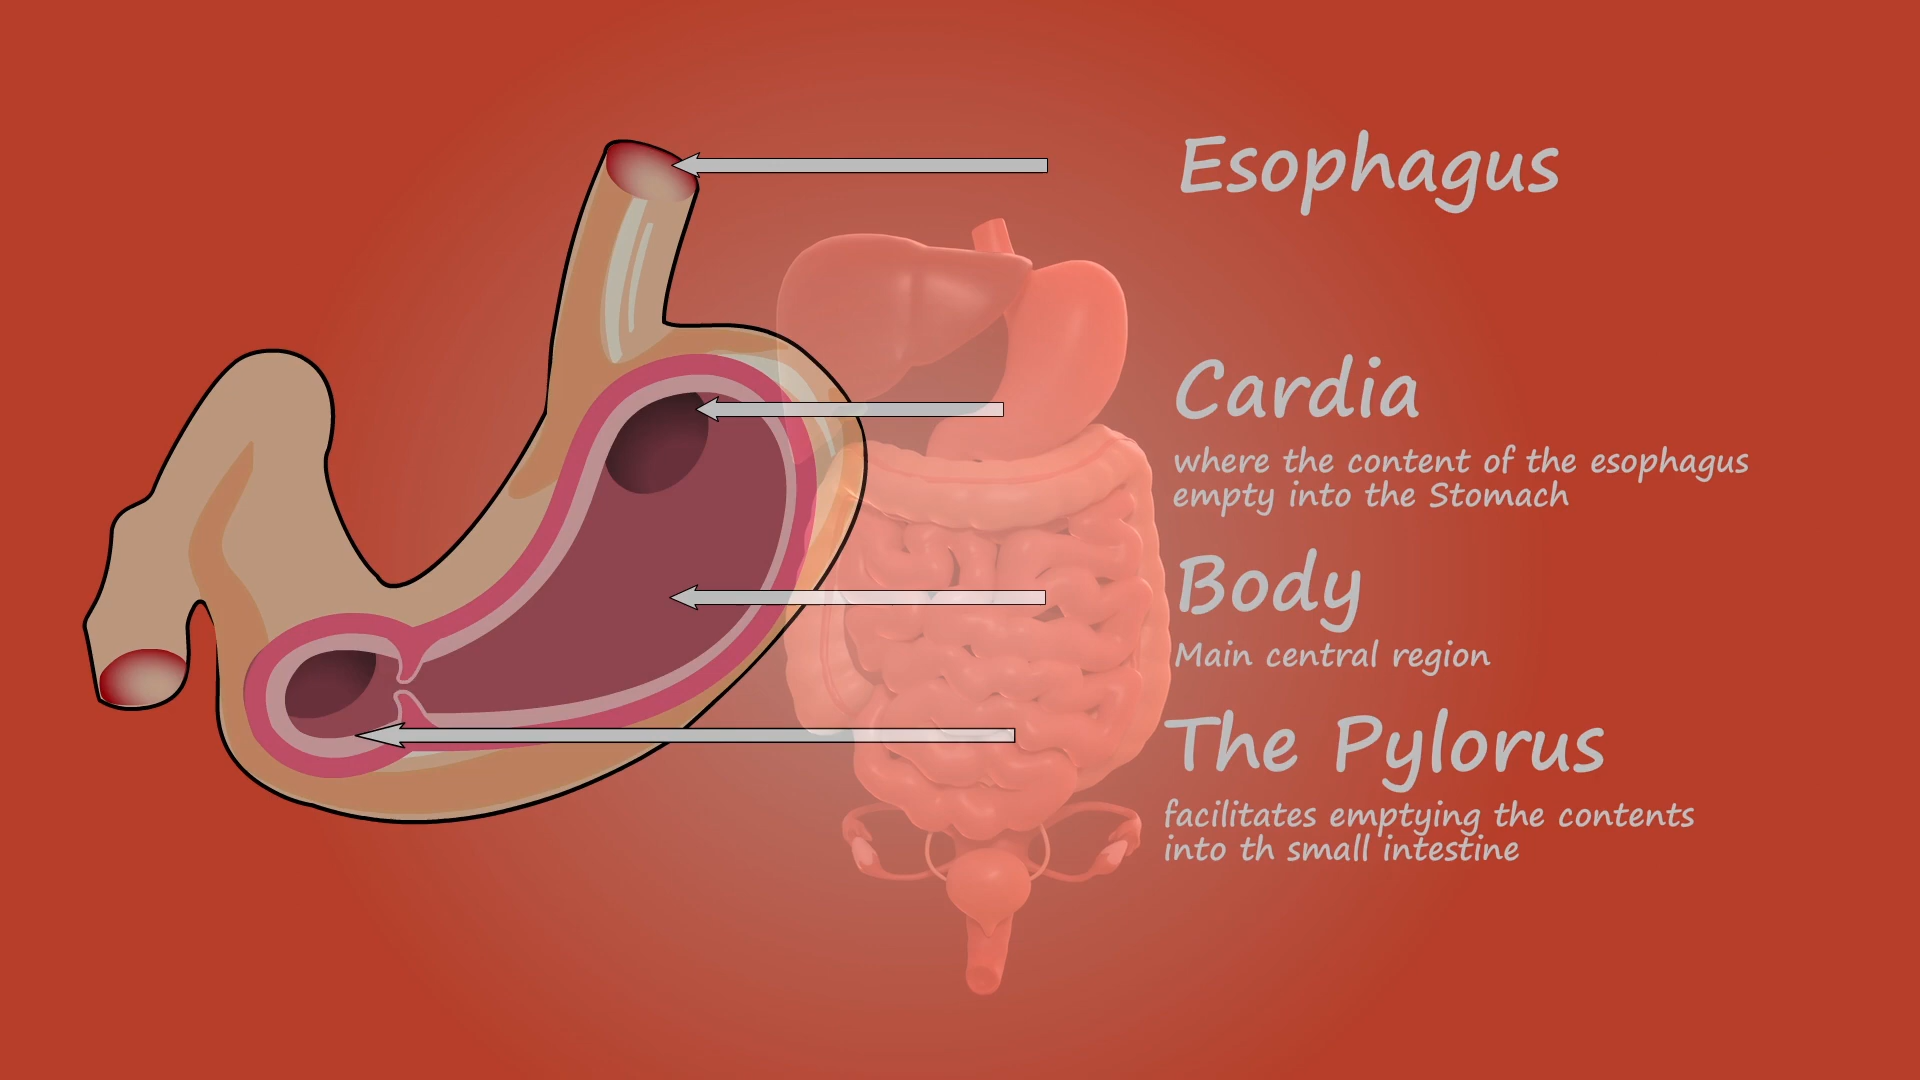 Esophagus
Cardia
where the content of the esophagus
empty into the Stomach
Body
Main central region
The Pylorus
facilitates emptying the contents
into th small intestine